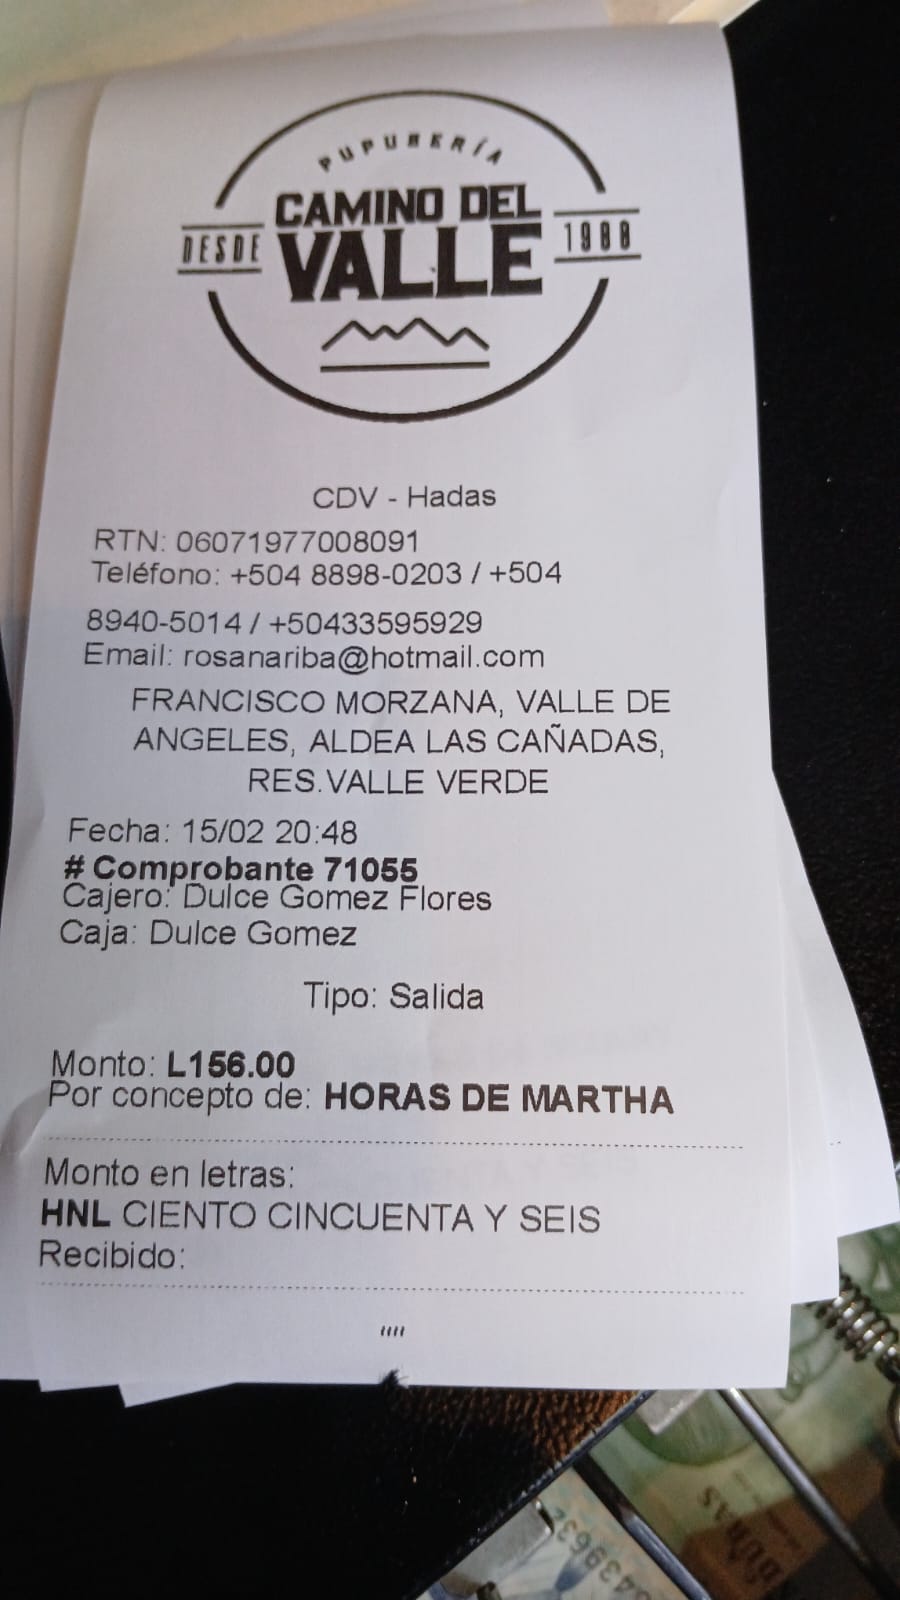 PUPUSERÍA
CAMINO DEL
DESDE VALLE 1988
CDV - Hadas
RTN: 06071977008091
Teléfono: +504 8898-0203 / +504
8940-5014 / +50433595929
Email: rosanariba@hotmail.com
FRANCISCO MORZANA, VALLE DE
ANGELES, ALDEA LAS CAÑADAS,
RES.VALLE VERDE
Fecha: 15/02 20:48
# Comprobante 71055
Cajero: Dulce Gomez Flores
Caja: Dulce Gomez
Tipo: Salida
Monto: L156.00
Por concepto de: HORAS DE MARTHA
Monto en letras:
HNL CIENTO CINCUENTA Y SEIS
Recibido: